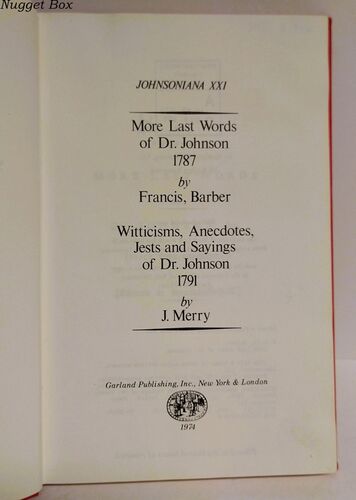 Nugget Box
JOHNSONIANA XXI
More Last Words
of Dr. Johnson
1787
by
Francis, Barber
Witticisms, Anecdotes,
Jests and Sayings
of Dr. Johnson
1791
by
J. Merry
Garland Publishing, Inc., New York & London
1974